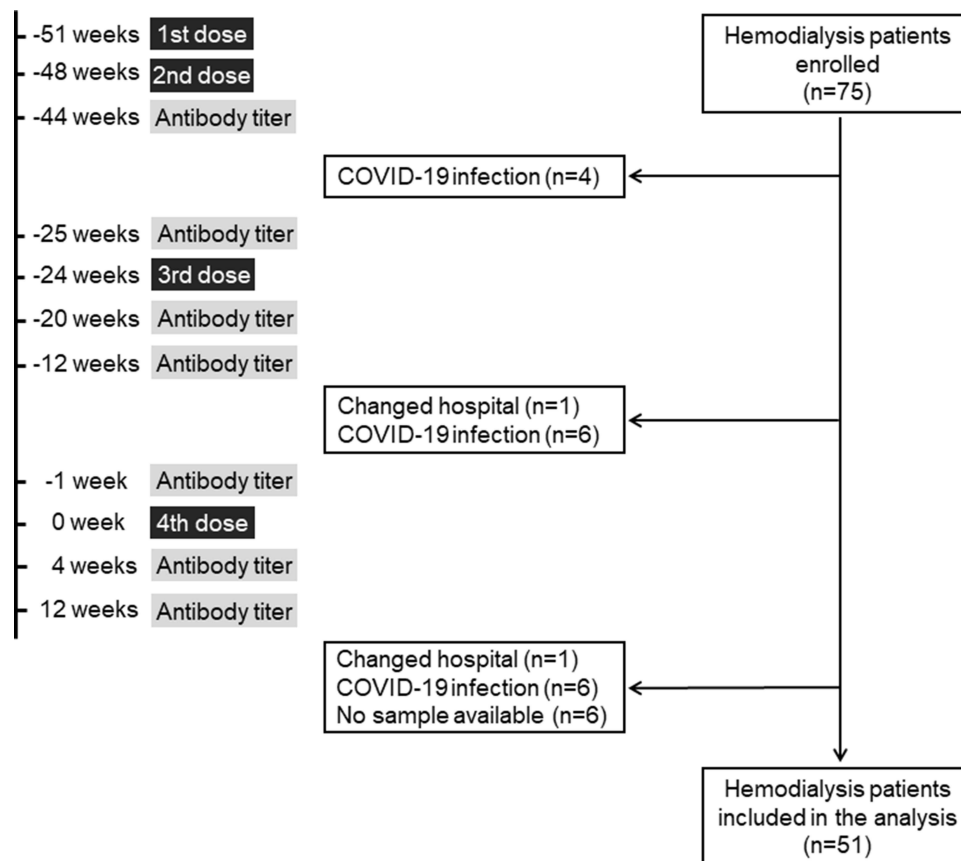 -51 weeks 1st dose
-48 weeks 2nd dose
-44 weeks Antibody titer
-25 weeks Antibody titer
-24 weeks 3rd dose
-20 weeks Antibody titer
-12 weeks Antibody titer
-1 week Antibody titer
0 week 4th dose
4 weeks Antibody titer
12 weeks Antibody titer
Hemodialysis patients
enrolled
(n=75)
COVID-19 infection (n=4)
Changed hospital (n=1)
COVID-19 infection (n=6)
Changed hospital (n=1)
COVID-19 infection (n=6)
No sample available (n=6)
Hemodialysis patients
included in the analysis
(n=51)